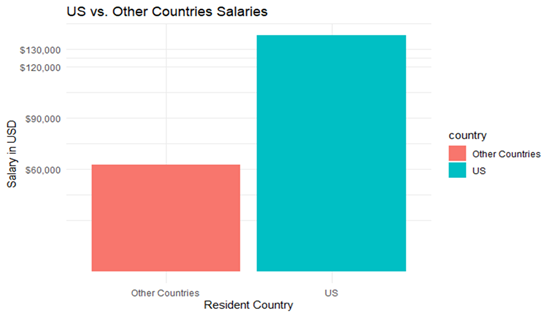 US vs. Other Countries Salaries
$130,000
$120,000
$90,000
$60,000
Salary in USD
Other Countries
US
Resident Country
country
Other Countries
US